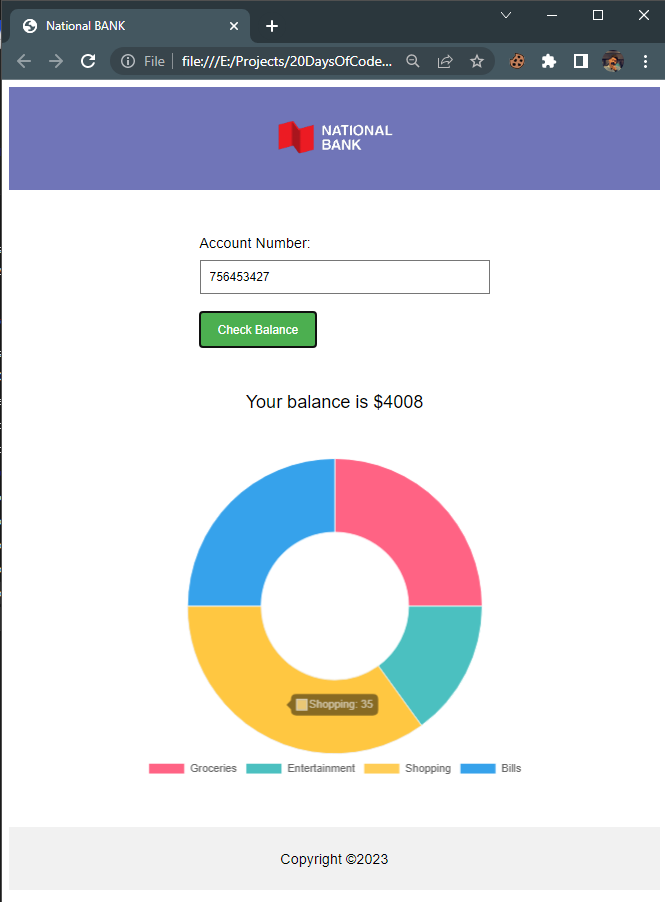 National BANK
File
file:///E:/Projects/20DaysOfCode...
NATIONAL
BANK
Account Number:
756453427
Check Balance
Your balance is $4008
Shopping: 35
Groceries Entertainment Shopping Bills
Copyright ©2023